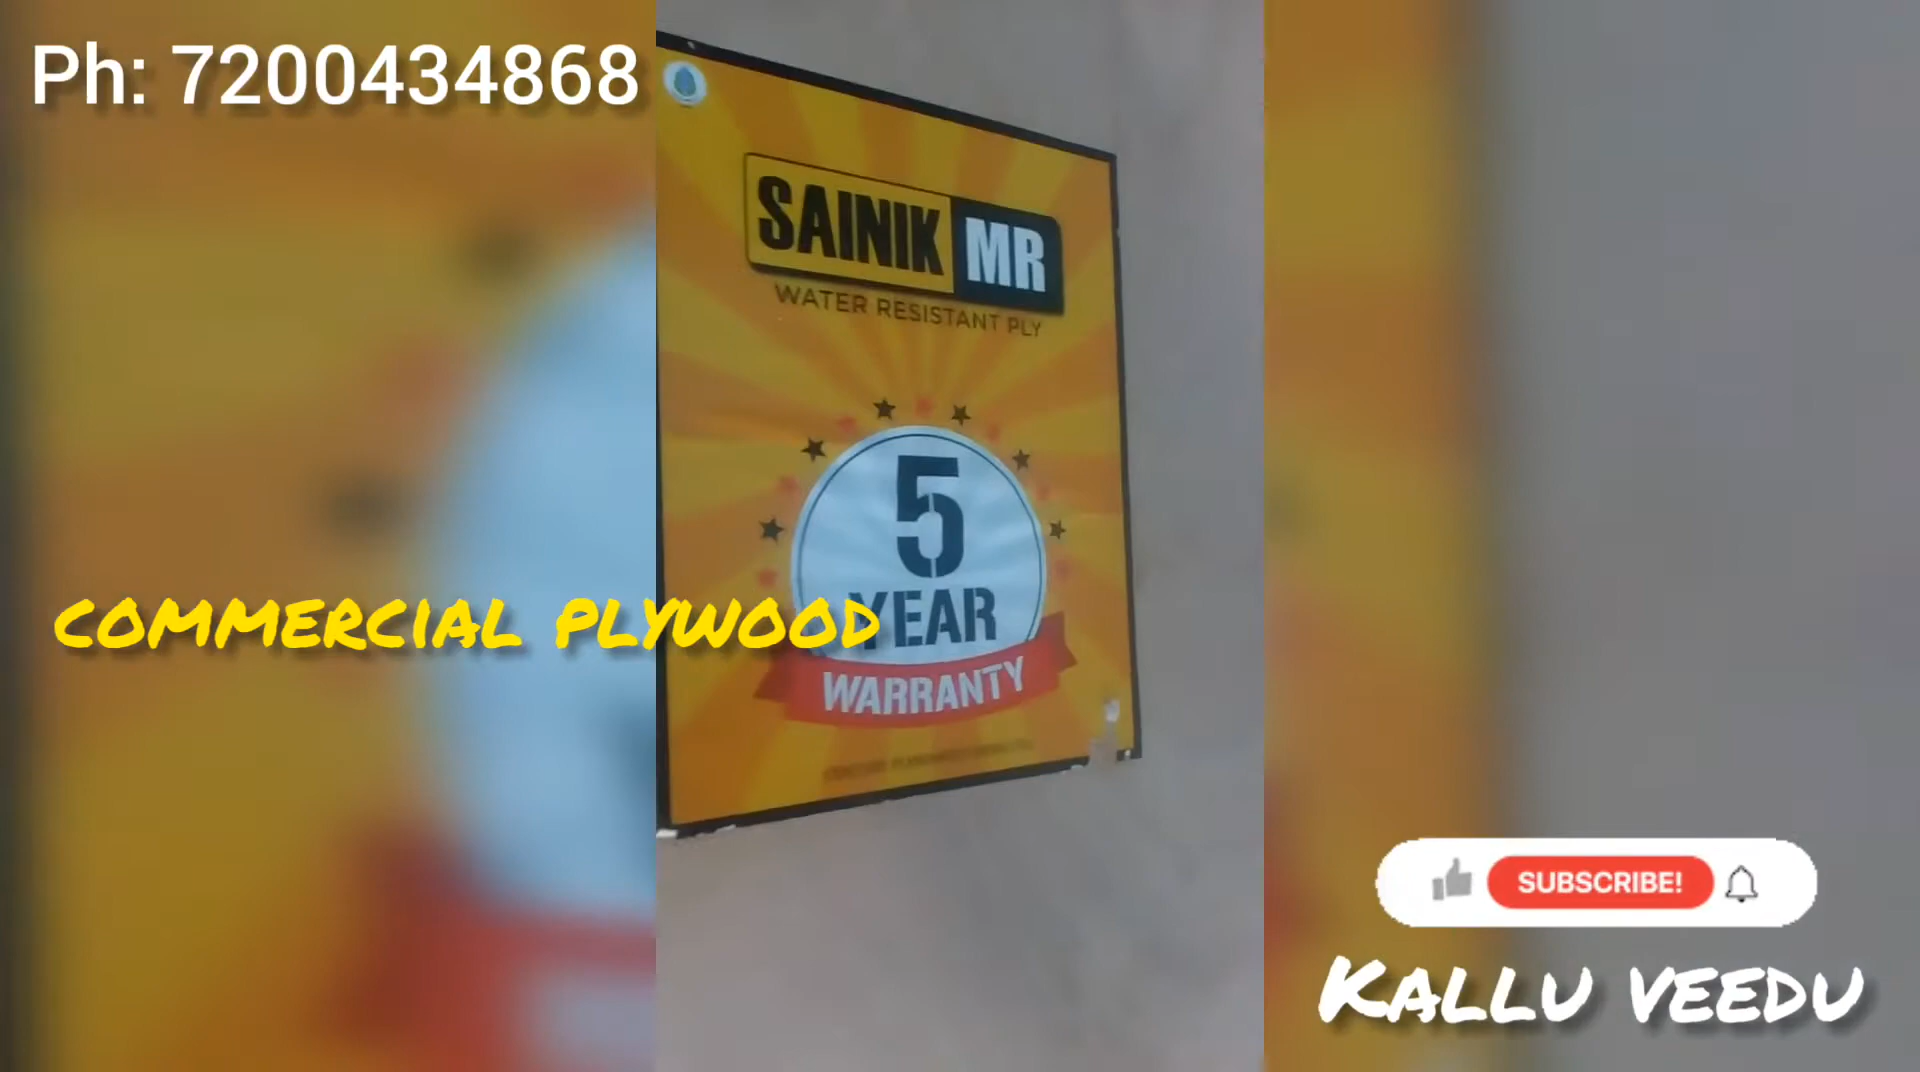 Ph: 7200434868
SAINIK MR
WATER RESISTANT PLY
5
YEAR
COMMERCIAL PLYWOOD
WARRANTY
SUBSCRIBE!
KALLU VEEDU